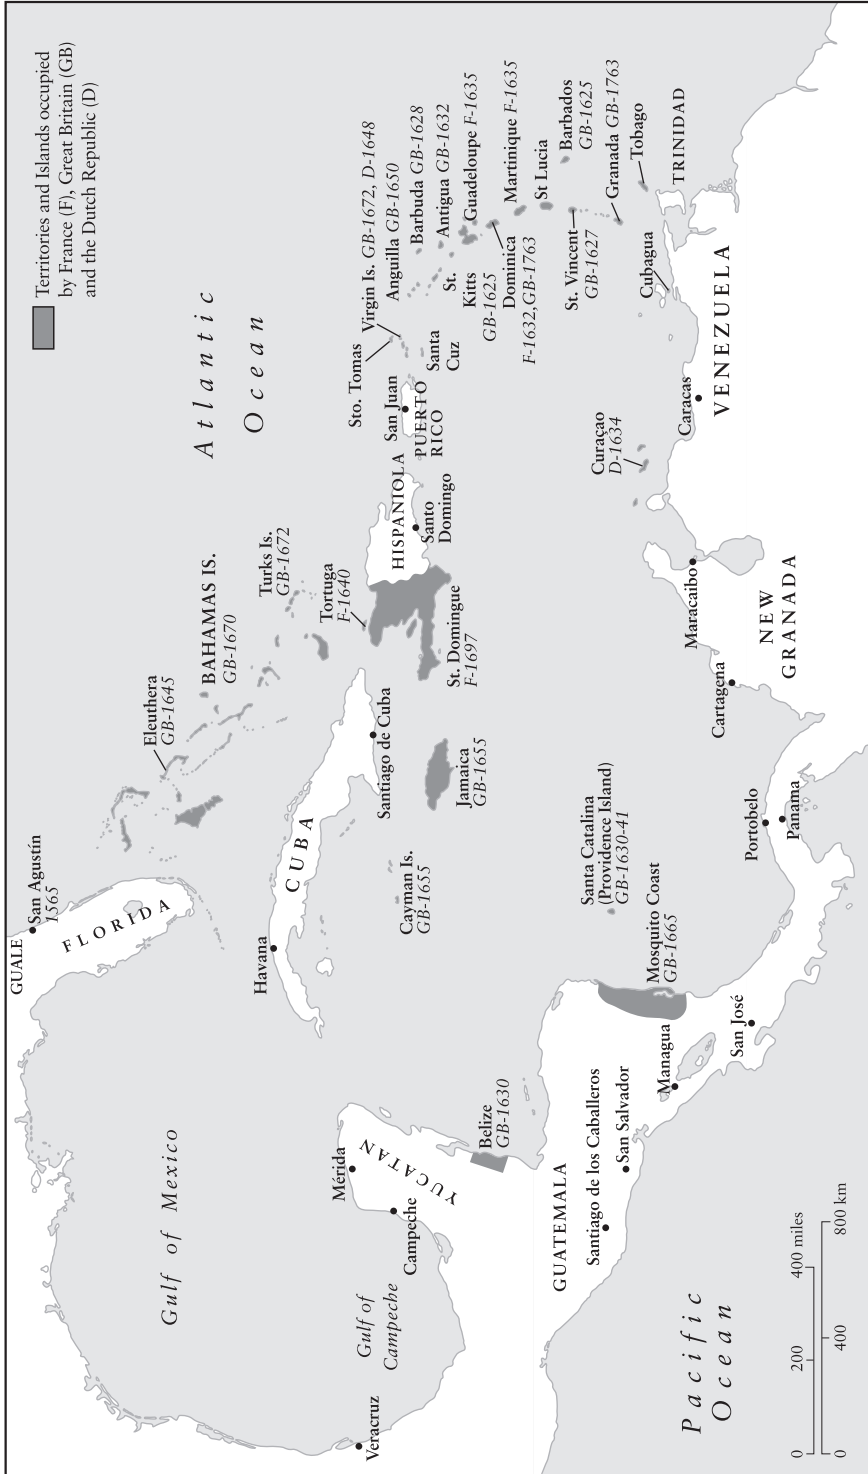 Territories and Islands occupied
by France (F), Great Britain (GB)
and the Dutch Republic (D)
GUALE
San Agustín
1565
FLORIDA
Gulf of Mexico
Atlantic
Ocean
Eleuthera
GB-1645
BAHAMAS IS.
GB-1670
Turks Is.
GB-1672
Havana
CUBA
Santiago de Cuba
Tortuga
F-1640
HISPANIOLA
Santo
Domingo
St. Domingue
F-1697
Sto. Tomas
Virgin Is. GB-1672, D-1648
San Juan
PUERTO
RICO
Santa
Cuz
Anguilla GB-1650
Barbuda GB-1628
Antigua GB-1632
St.
Kitts
GB-1625
Guadeloupe F-1635
Dominica
F-1632,GB-1763
Martinique F-1635
St Lucia
Barbados
GB-1625
St. Vincent
GB-1627
Granada GB-1763
Tobago
TRINIDAD
Cubagua
Jamaica
GB-1655
Cayman Is.
GB-1655
Mérida
YUCATAN
Campeche
Gulf of
Campeche
Veracruz
Belize
GB-1630
Santa Catalina
(Providence Island)
GB-1630-41
Mosquito Coast
GB-1665
Curaçao
D-1634
Caracas
VENEZUELA
Maracaibo
NEW
GRANADA
Cartagena
Portobelo
Panama
GUATEMALA
Santiago de los Caballeros
San Salvador
Managua
San José
Pacific
Ocean
0 200 400 miles
0 400 800 km